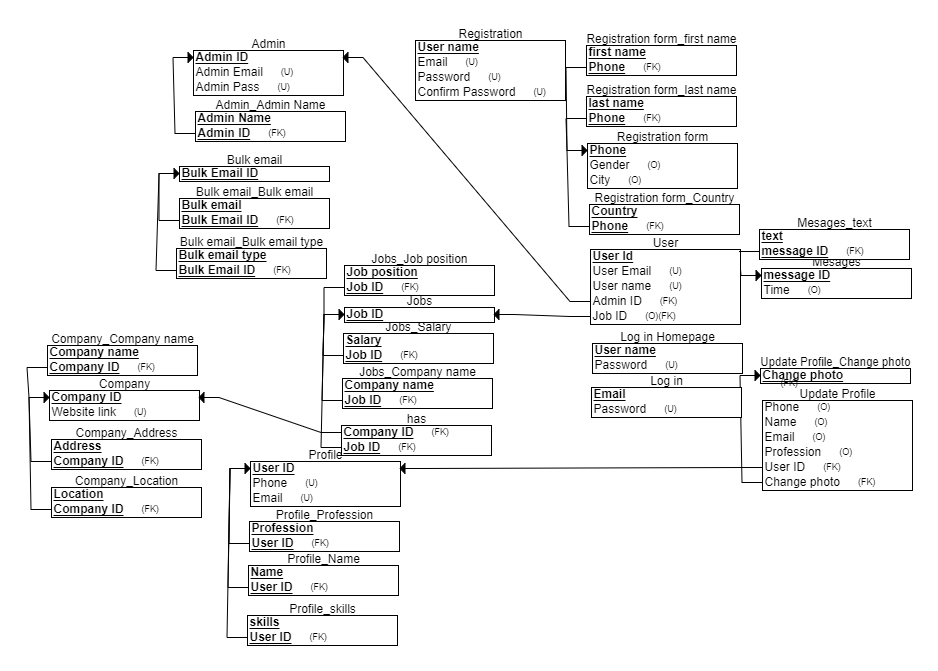 Admin
Admin ID
Admin Email (U)
Admin Pass (U)
Admin_Admin Name
Admin Name
Admin ID (FK)
Bulk email
Bulk Email ID
Bulk email_Bulk email
Bulk email
Bulk Email ID (FK)
Bulk email_Bulk email type
Bulk email type
Bulk Email ID (FK)
Registration
User name
Email (U)
Password (U)
Confirm Password (U)
Registration form_first name
first name
Phone (FK)
Registration form_last name
last name
Phone (FK)
Registration form
Phone
Gender (O)
City (O)
Registration form_Country
Country
Phone (FK)
User
User Id
User Email (U)
User name (U)
Admin ID (FK)
Job ID (O)(FK)
Mesages_text
text
message ID (FK)
Mesages
message ID
Time (O)
Jobs_Job position
Job position
Job ID (FK)
Jobs
Job ID
Jobs_Salary
Salary
Job ID (FK)
Jobs_Company name
Company name
Job ID (FK)
has
Company ID (FK)
Job ID (FK)
Company_Company name
Company name
Company ID (FK)
Company
Company ID
Website link (U)
Company_Address
Address
Company ID (FK)
Company_Location
Location
Company ID (FK)
Log in Homepage
User name
Password (U)
Log in
Email
Password (U)
Update Profile_Change photo
Change photo
(FK)
Update Profile
Phone (O)
Name (O)
Email (O)
Profession (O)
User ID (FK)
Change photo (FK)
Profile
User ID
Phone (U)
Email (U)
Profile_Profession
Profession
User ID (FK)
Profile_Name
Name
User ID (FK)
Profile_skills
skills
User ID (FK)